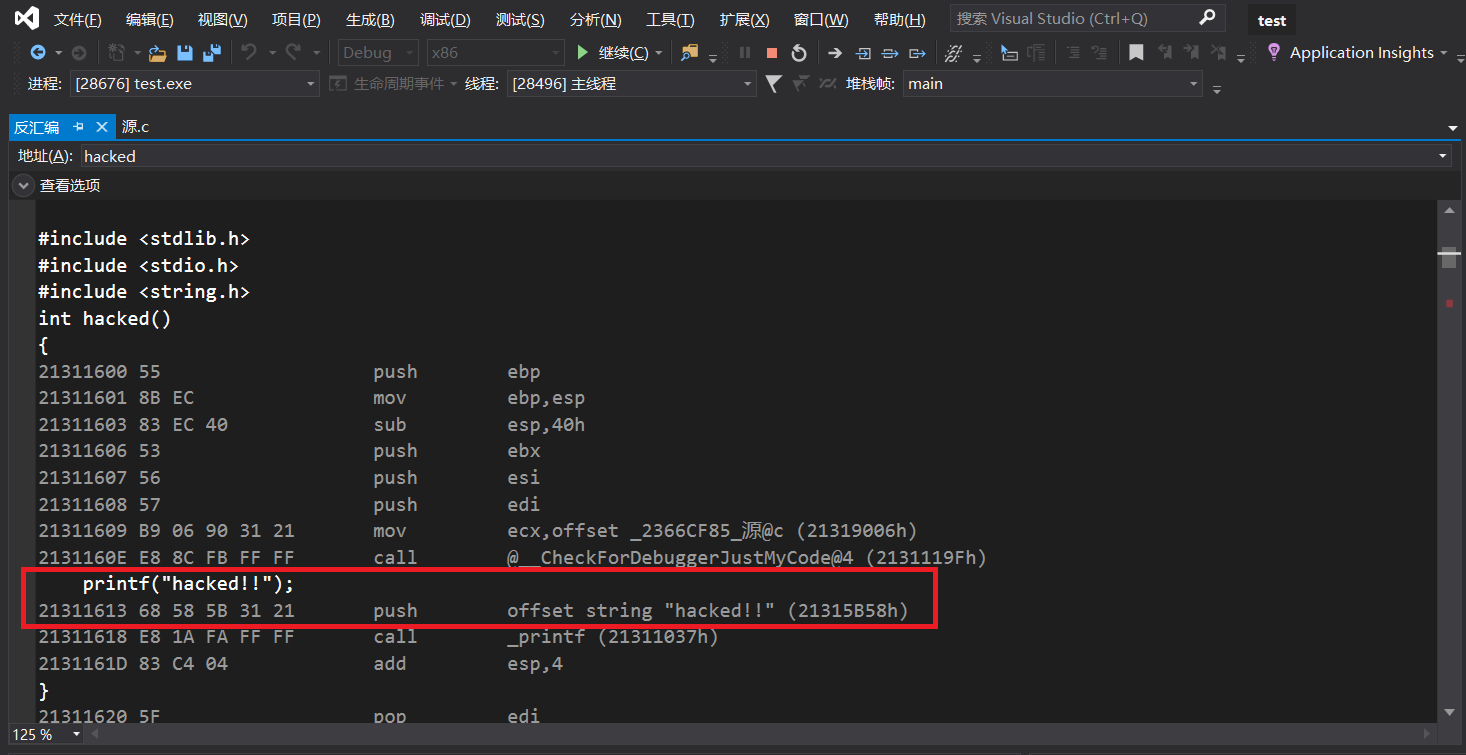 文件(F) 编辑(E) 视图(V) 项目(P) 生成(B) 调试(D) 测试(S) 分析(N) 工具(T) 扩展(X) 窗口(W) 帮助(H) 搜索 Visual Studio (Ctrl+Q) test
Debug x86 继续(C) Application Insights
进程: [28676] test.exe 生命周期事件 线程: [28496] 主线程 堆栈帧: main
反汇编 源.c
地址(A): hacked
查看选项
#include <stdlib.h>
#include <stdio.h>
#include <string.h>
int hacked()
{
21311600 55 push ebp
21311601 8B EC mov ebp,esp
21311603 83 EC 40 sub esp,40h
21311606 53 push ebx
21311607 56 push esi
21311608 57 push edi
21311609 B9 06 90 31 21 mov ecx,offset _2366CF85_源@c (21319006h)
2131160E E8 8C FB FF FF call @__CheckForDebuggerJustMyCode@4 (2131119Fh)
printf("hacked!!");
21311613 68 58 5B 31 21 push offset string "hacked!!" (21315B58h)
21311618 E8 1A FA FF FF call _printf (21311037h)
2131161D 83 C4 04 add esp,4
}
21311620 5F pop edi
125 %